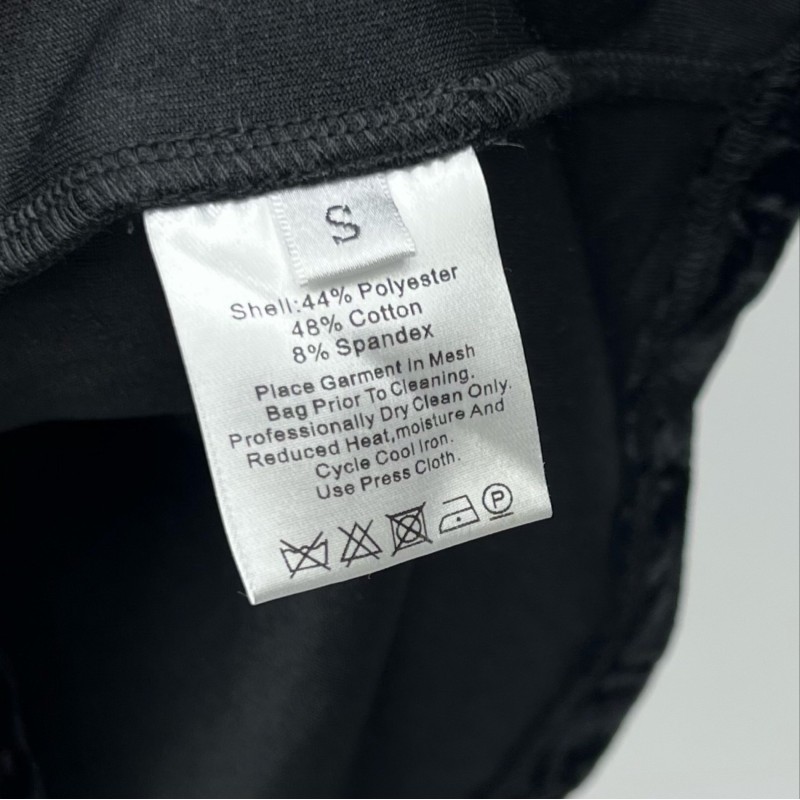 S
Shell:44% Polyester
48% Cotton
8% Spandex
Place Garment in Mesh
Bag Prior To Cleaning.
Professionally Dry Clean Only.
Reduced Heat,moisture And
Cycle Cool Iron.
Use Press Cloth.
P